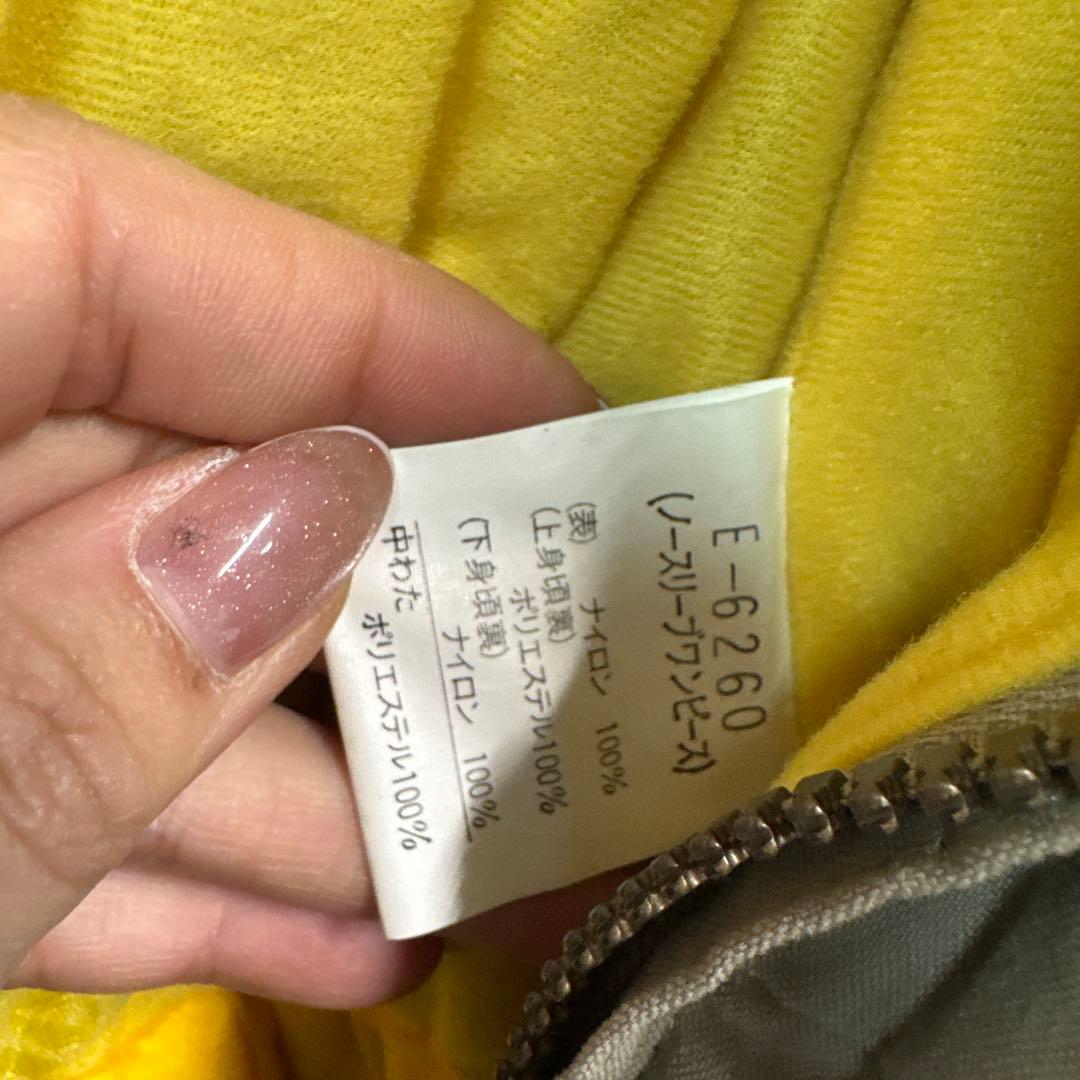 E-6260
(ノースリーブワンピース)
(表) ナイロン 100%
(上身頃裏)
ポリエステル100%
(下身頃裏)
ナイロン 100%
中わた
ポリエステル100%